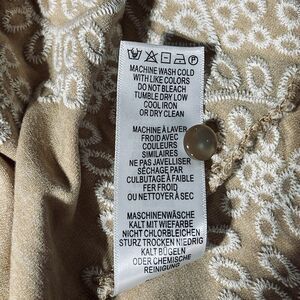 MACHINE WASH COLD
WITH LIKE COLORS
DO NOT BLEACH
TUMBLE DRY LOW
COOL IRON
OR DRY CLEAN
MACHINE À LAVER
FROID AVEC
COULEURS
SIMILAIRES
NE PAS JAVELLISER
SÉCHAGE PAR
CULBUTAGE À FAIBLE
FER FROID
OU NETTOYER À SEC
MASCHINENWÄSCHE
KALT MIT WIEFARBE
NICHT CHLORBLEICHEN
STURZ TROCKEN NIEDRIG
KALT BÜGELN
ODER CHEMISCHE
REINIGUNG